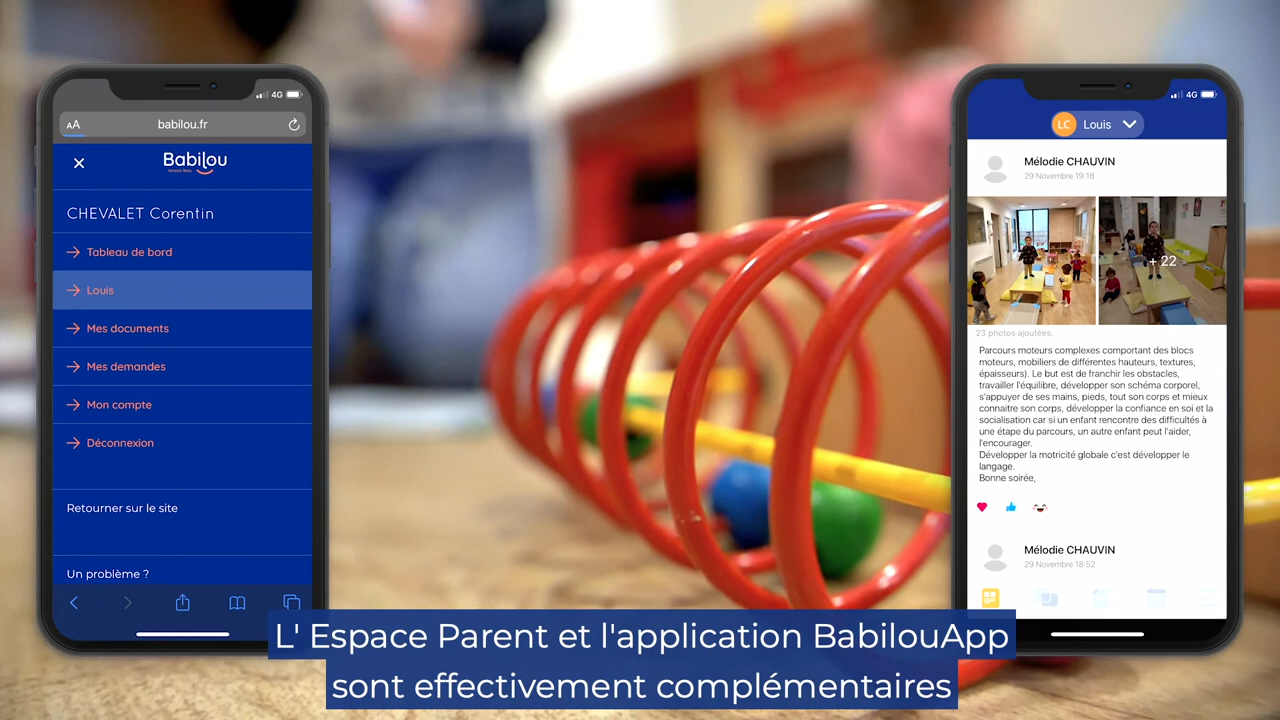 4G
AA
babilou.fr
Babilou
Version Beta
CHEVALET Corentin
Tableau de bord
Louis
Mes documents
Mes demandes
Mon compte
Déconnexion
Retourner sur le site
Un problème ?
4G
LC
Louis
Mélodie CHAUVIN
29 Novembre 19:18
+ 22
23 photos ajoutées.
Parcours moteurs complexes comportant des blocs
moteurs, mobiliers de différentes hauteurs, textures,
épaisseurs). Le but est de franchir les obstacles,
travailler l'équilibre, développer son schéma corporel,
s'appuyer de ses mains, pieds, tout son corps et mieux
connaitre son corps, développer la confiance en soi et la
socialisation car si un enfant rencontre des difficultés à
une étape du parcours, un autre enfant peut l'aider,
l'encourager.
Développer la motricité globale c'est développer le
langage.
Bonne soirée,
Mélodie CHAUVIN
29 Novembre 18:52
L' Espace Parent et l'application BabilouApp
sont effectivement complémentaires